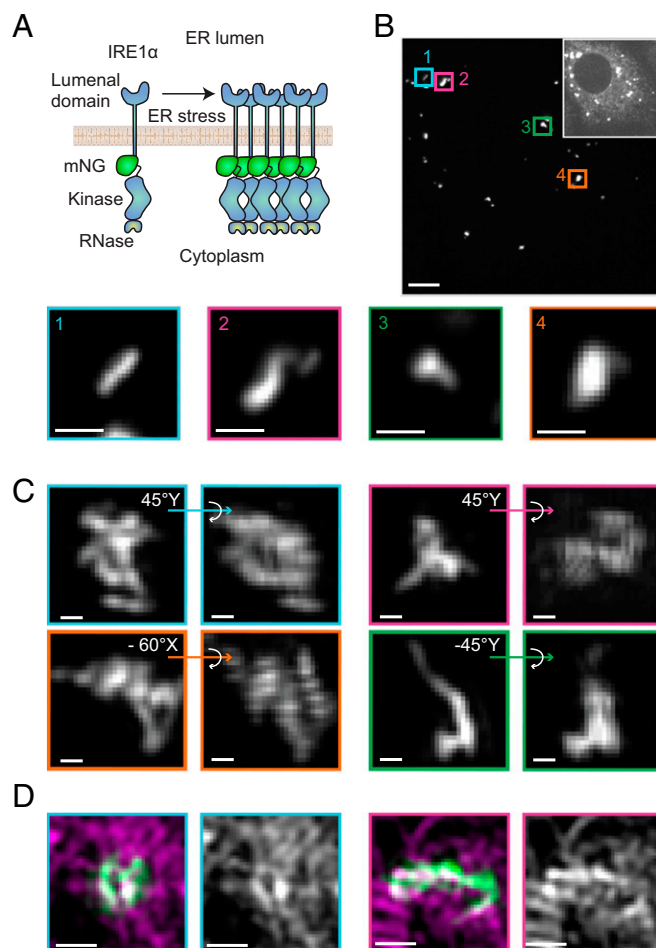 A
IRE1α
ER lumen
Lumenal
domain
ER stress
mNG
Kinase
RNase
Cytoplasm
B
1
2
3
4
1
2
3
4
C
45°Y
45°Y
- 60°X
-45°Y
D